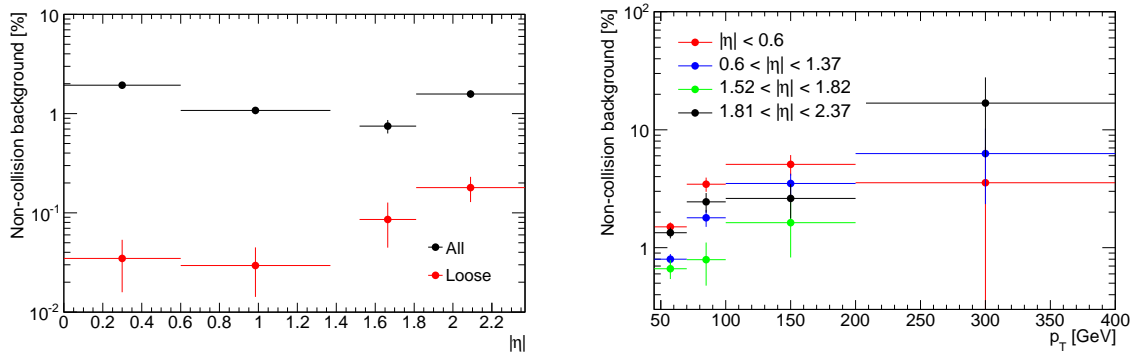 Non-collision background [%]
10
1
10⁻¹
10⁻²
All
Loose
0 0.2 0.4 0.6 0.8 1 1.2 1.4 1.6 1.8 2 2.2
|η|
Non-collision background [%]
10²
10
1
|η| < 0.6
0.6 < |η| < 1.37
1.52 < |η| < 1.82
1.81 < |η| < 2.37
50 100 150 200 250 300 350 400
p_T [GeV]